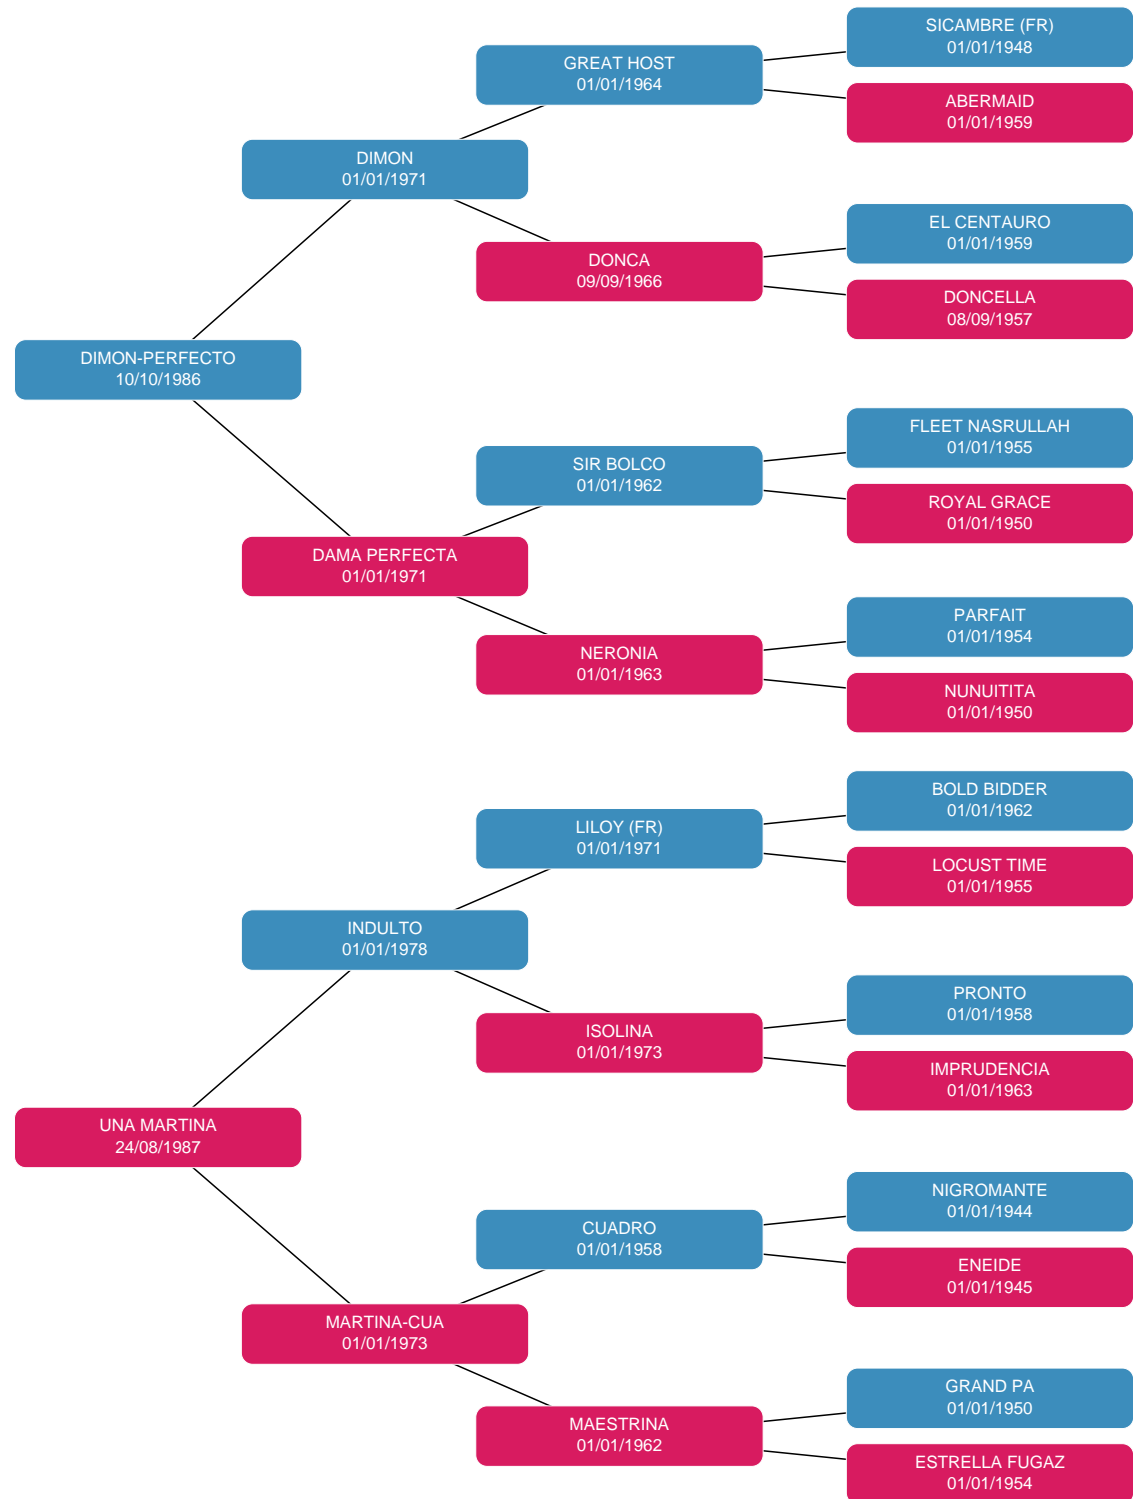 SICAMBRE (FR)
01/01/1948
GREAT HOST
01/01/1964
ABERMAID
01/01/1959
DIMON
01/01/1971
EL CENTAURO
01/01/1959
DONCA
09/09/1966
DONCELLA
08/09/1957
DIMON-PERFECTO
10/10/1986
FLEET NASRULLAH
01/01/1955
SIR BOLCO
01/01/1962
ROYAL GRACE
01/01/1950
DAMA PERFECTA
01/01/1971
PARFAIT
01/01/1954
NERONIA
01/01/1963
NUNUITITA
01/01/1950
BOLD BIDDER
01/01/1962
LILOY (FR)
01/01/1971
LOCUST TIME
01/01/1955
INDULTO
01/01/1978
PRONTO
01/01/1958
ISOLINA
01/01/1973
IMPRUDENCIA
01/01/1963
UNA MARTINA
24/08/1987
NIGROMANTE
01/01/1944
CUADRO
01/01/1958
ENEIDE
01/01/1945
MARTINA-CUA
01/01/1973
GRAND PA
01/01/1950
MAESTRINA
01/01/1962
ESTRELLA FUGAZ
01/01/1954